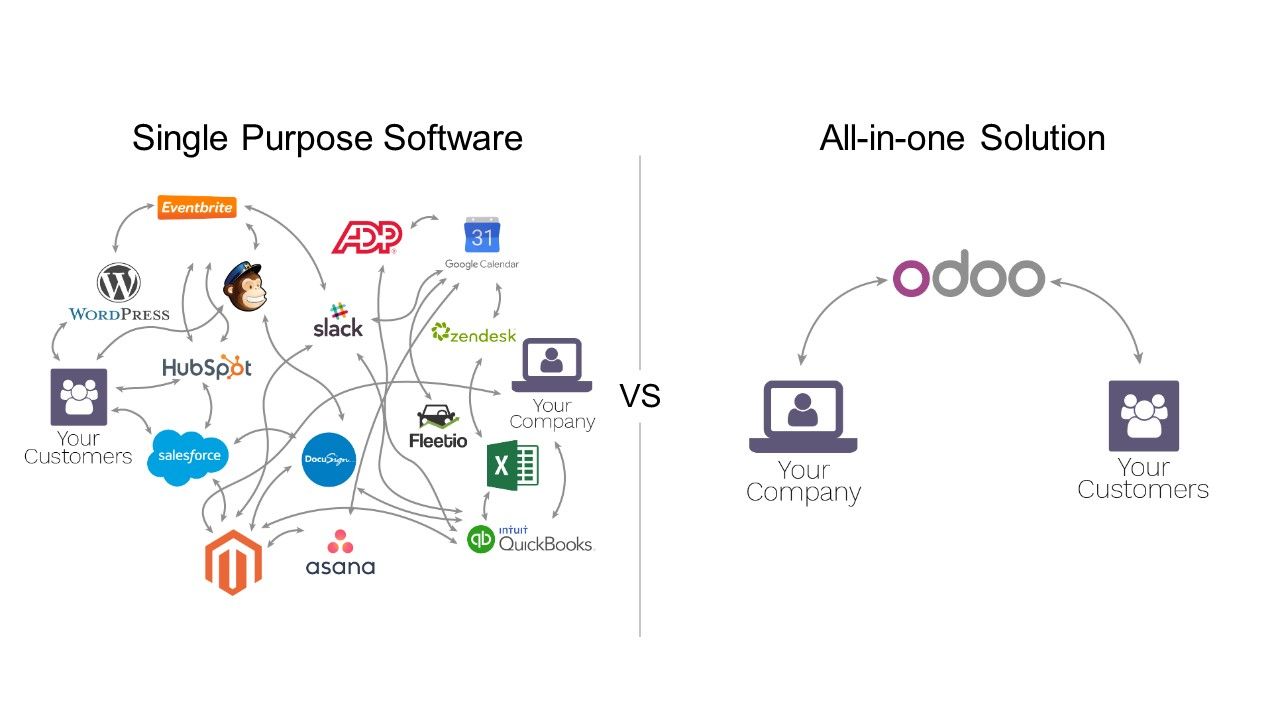 Single Purpose Software
All-in-one Solution
Eventbrite
ADP
31
Google Calendar
WORDPRESS
slack
zendesk
HubSpot
Your
Customers
salesforce
DocuSign
Fleetio
Your
Company
X
intuit
qb QuickBooks
asana
VS
odoo
Your
Company
Your
Customers